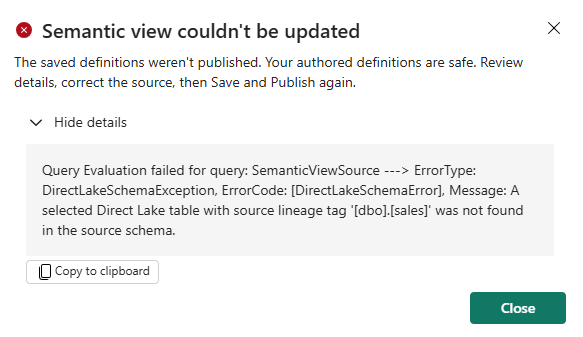 Semantic view couldn't be updated
The saved definitions weren't published. Your authored definitions are safe. Review
details, correct the source, then Save and Publish again.
Hide details
Query Evaluation failed for query: SemanticViewSource ---> ErrorType:
DirectLakeSchemaException, ErrorCode: [DirectLakeSchemaError], Message: A
selected Direct Lake table with source lineage tag '[dbo].[sales]' was not found
in the source schema.
Copy to clipboard
Close